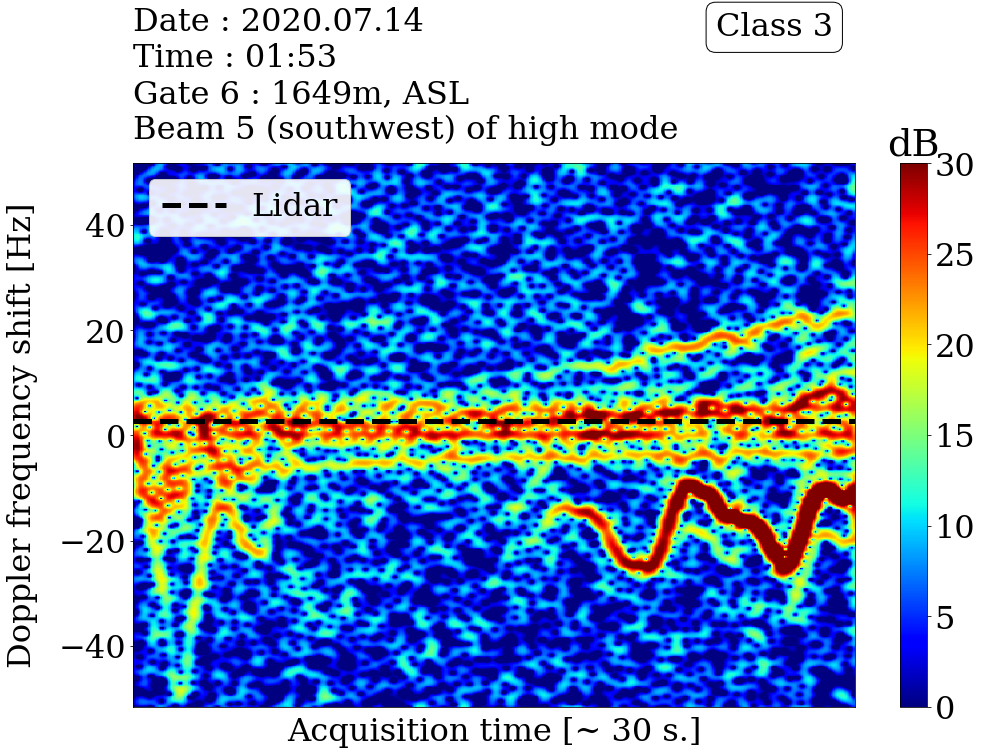 Date : 2020.07.14
Time : 01:53
Gate 6 : 1649m, ASL
Beam 5 (southwest) of high mode
Class 3
dB
Lidar
Doppler frequency shift [Hz]
40
20
0
−20
−40
30
25
20
15
10
5
0
Acquisition time [~ 30 s.]